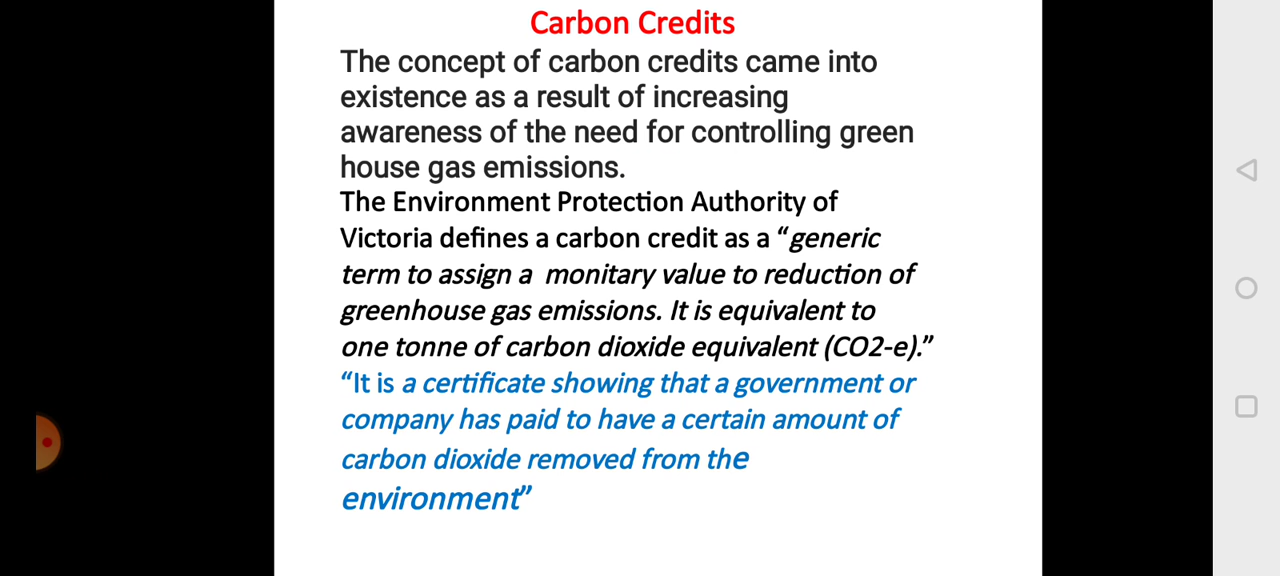 Carbon Credits
The concept of carbon credits came into
existence as a result of increasing
awareness of the need for controlling green
house gas emissions.
The Environment Protection Authority of
Victoria defines a carbon credit as a “generic
term to assign a  monitary value to reduction of
greenhouse gas emissions. It is equivalent to
one tonne of carbon dioxide equivalent (CO2-e).”
“It is a certificate showing that a government or
company has paid to have a certain amount of
carbon dioxide removed from the
environment”